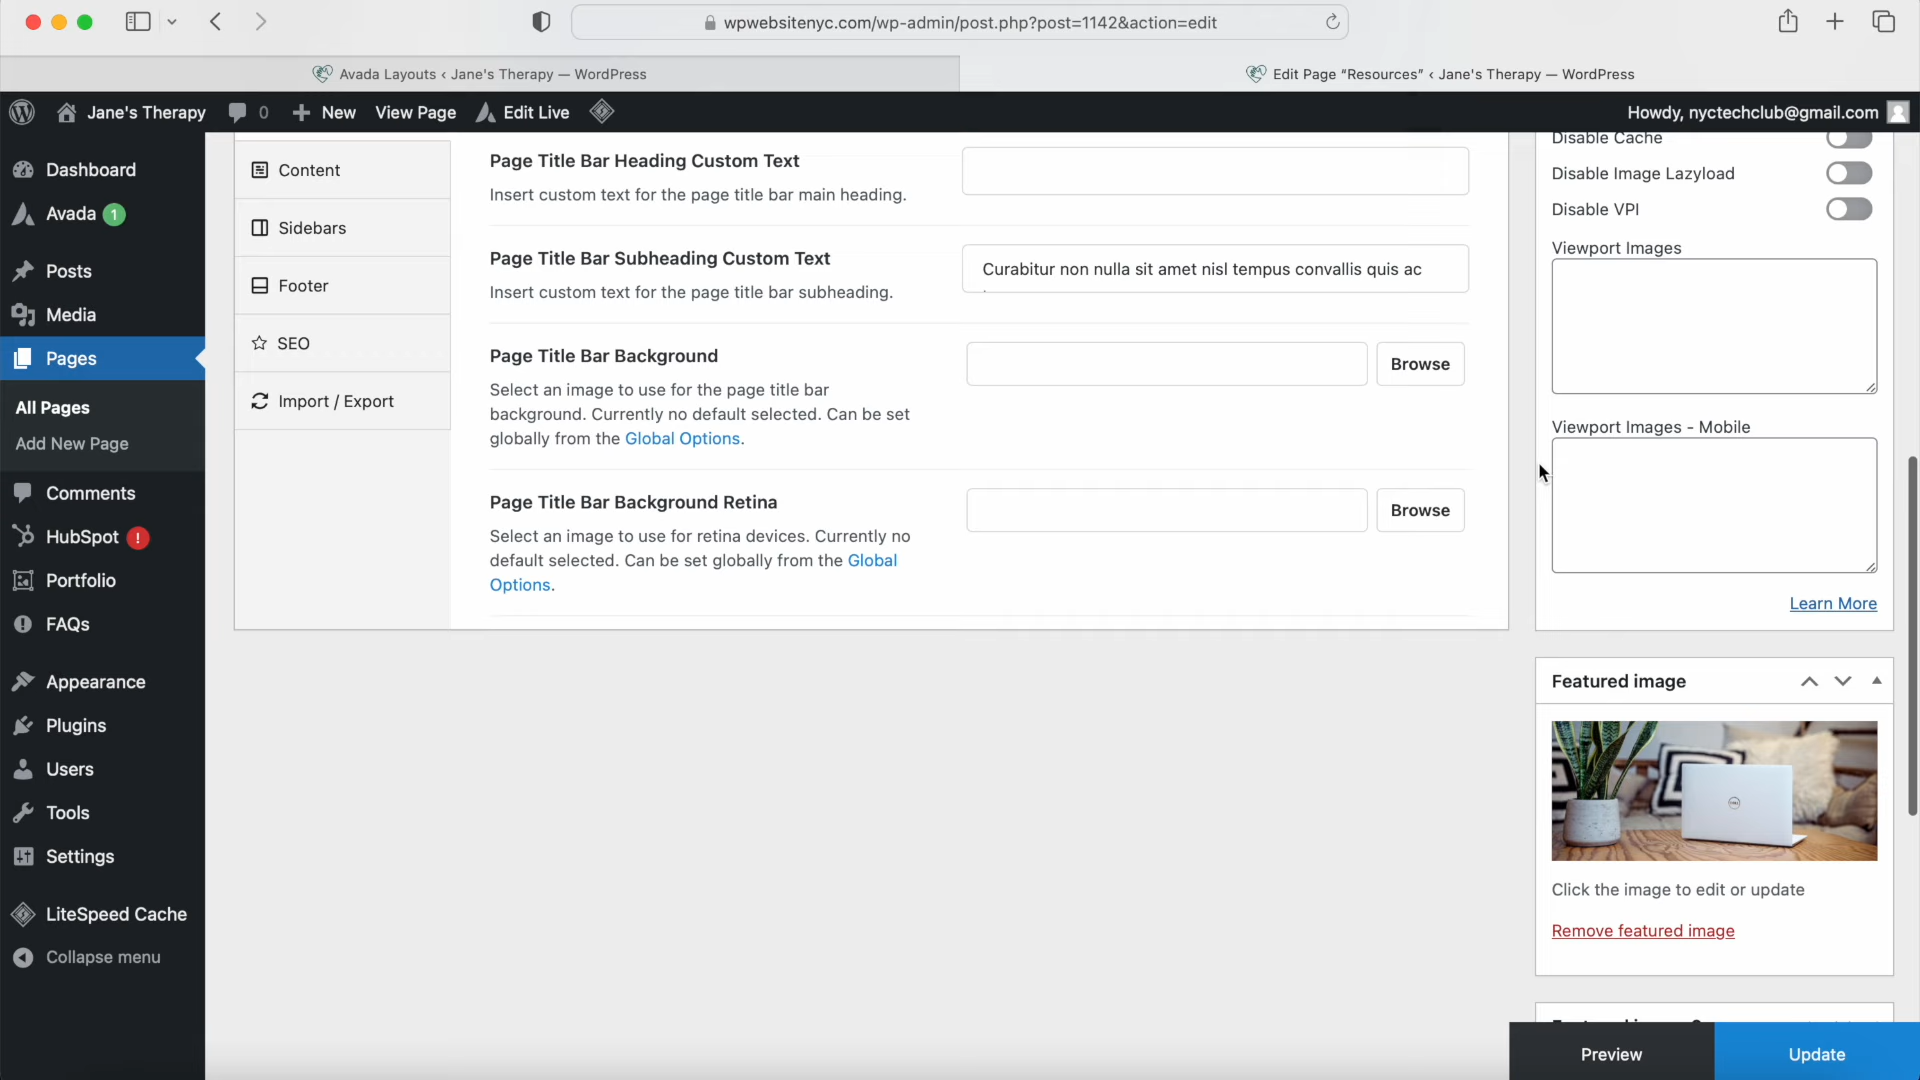 wpwebsitenyc.com/wp-admin/post.php?post=1142&action=edit
Avada Layouts ‹ Jane's Therapy — WordPress
Edit Page “Resources” ‹ Jane's Therapy — WordPress
Jane's Therapy
0
New
View Page
Edit Live
Howdy, nyctechclub@gmail.com
Dashboard
Avada 1
Posts
Media
Pages
All Pages
Add New Page
Comments
HubSpot !
Portfolio
FAQs
Appearance
Plugins
Users
Tools
Settings
LiteSpeed Cache
Collapse menu
Content
Sidebars
Footer
SEO
Import / Export
Page Title Bar Heading Custom Text
Insert custom text for the page title bar main heading.
Page Title Bar Subheading Custom Text
Insert custom text for the page title bar subheading.
Curabitur non nulla sit amet nisl tempus convallis quis ac
Page Title Bar Background
Select an image to use for the page title bar
background. Currently no default selected. Can be set
globally from the Global Options.
Browse
Page Title Bar Background Retina
Select an image to use for retina devices. Currently no
default selected. Can be set globally from the Global
Options.
Browse
Disable Cache
Disable Image Lazyload
Disable VPI
Viewport Images
Viewport Images - Mobile
Learn More
Featured image
Click the image to edit or update
Remove featured image
Preview
Update